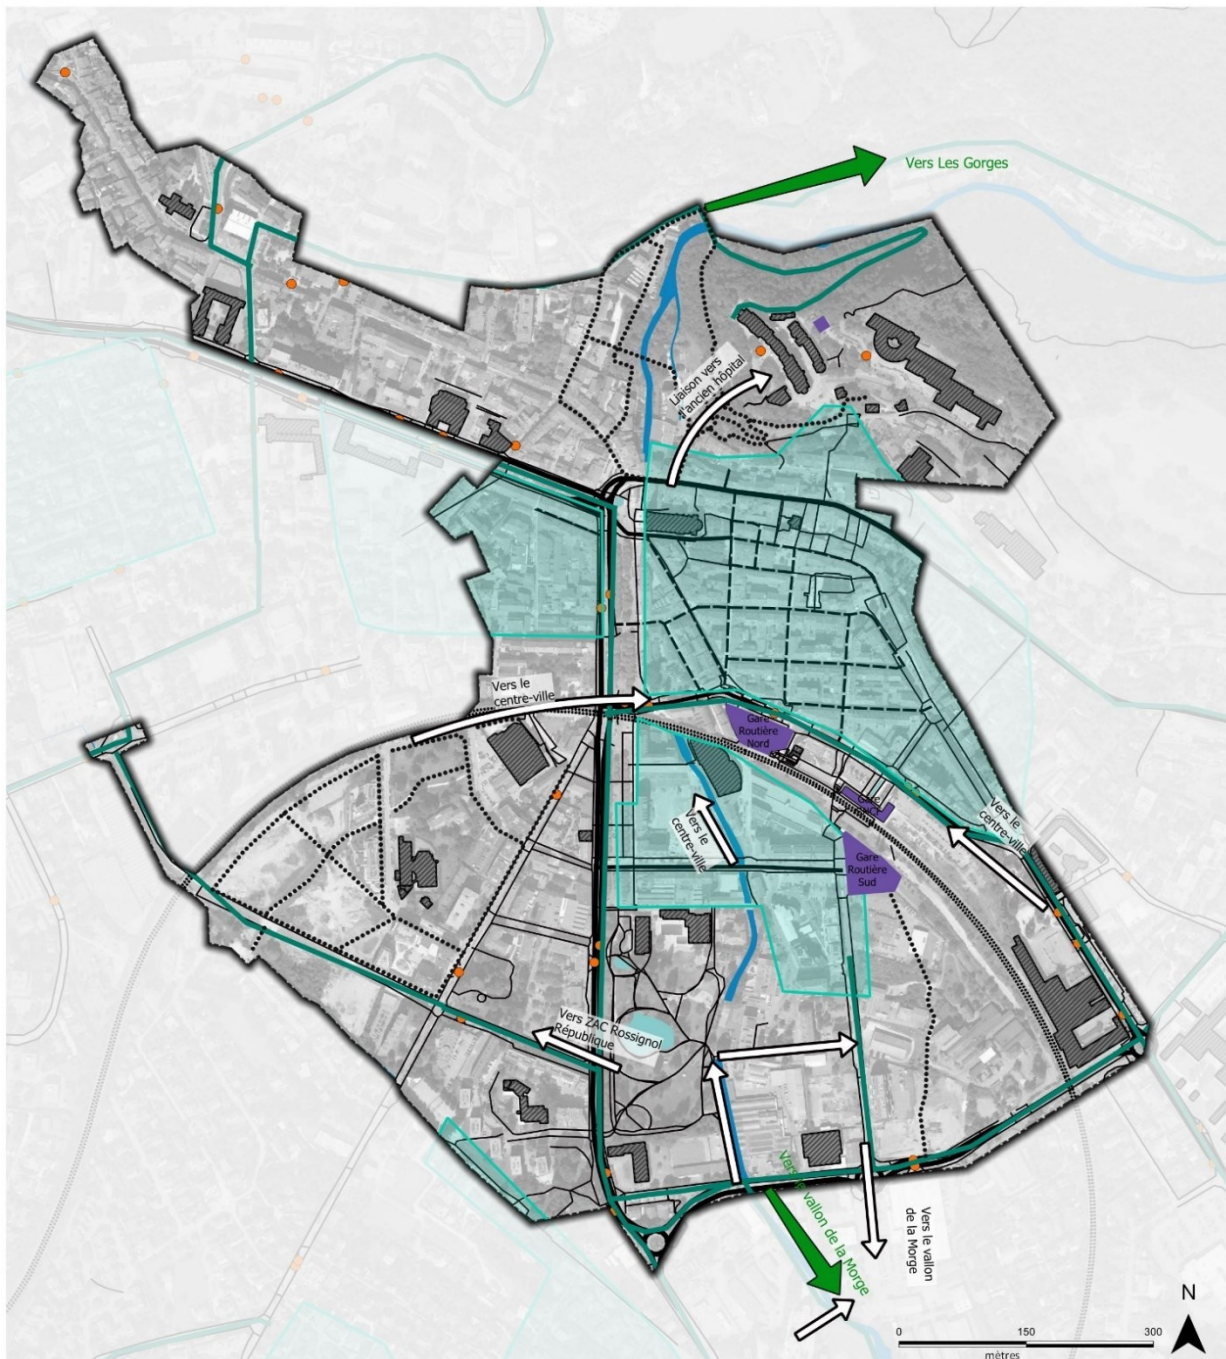 Vers Les Gorges
Liaison vers
l'ancien hôpital
Vers le
centre-ville
Gare
Routière
Nord
Gare
SNCF
Vers le
centre-ville
Vers le
centre-ville
Gare
Routière
Sud
Vers ZAC Rossignol
République
Vers le vallon de la Morge
Vers le vallon
de la Morge
N
0 150 300
mètres